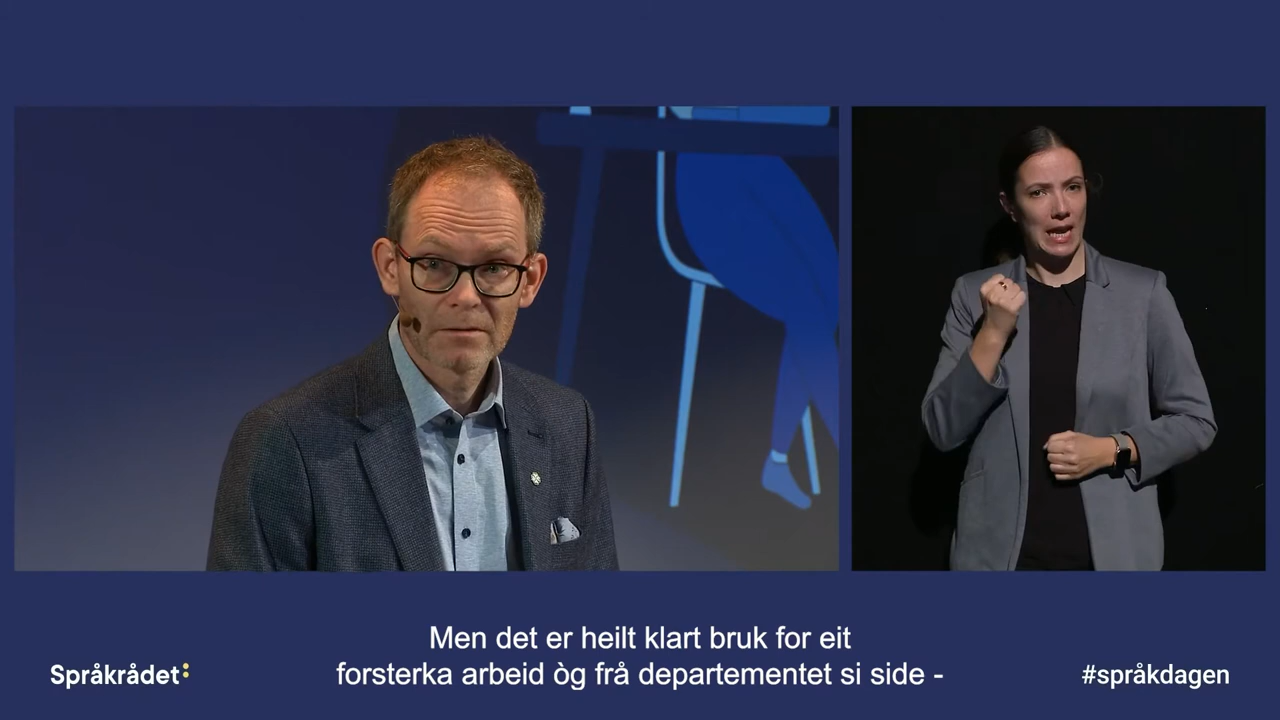 Men det er heilt klart bruk for eit
forsterka arbeid òg frå departementet si side -
Språkrådet:
#språkdagen